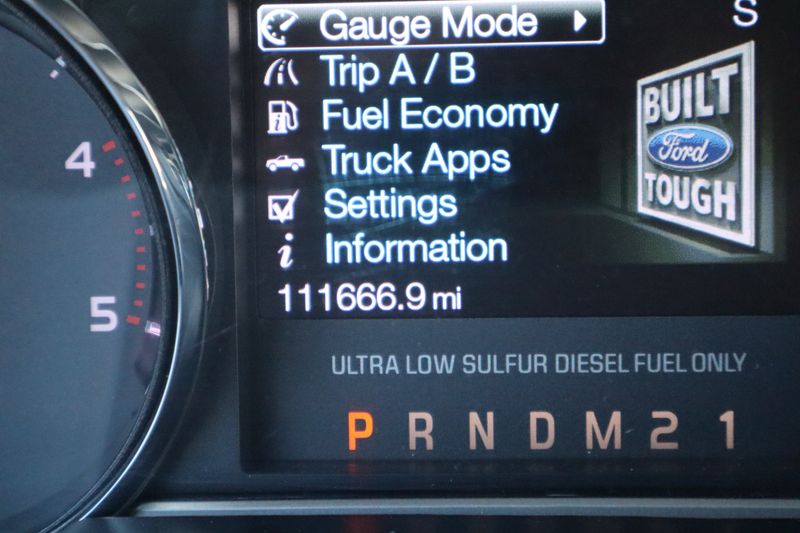 Gauge Mode
S
Trip A / B
Fuel Economy
Truck Apps
Settings
Information
111666.9 mi
BUILT
Ford
TOUGH
4
5
ULTRA LOW SULFUR DIESEL FUEL ONLY
P R N D M 2 1